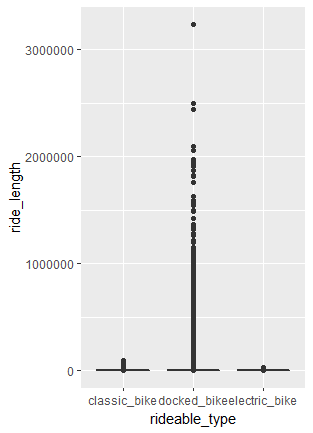 3000000
2000000
1000000
0
ride_length
classic_bike docked_bike electric_bike
rideable_type